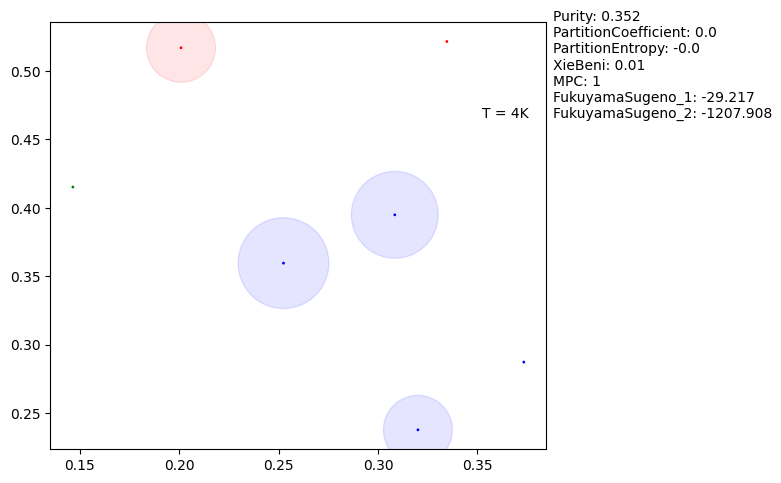 Purity: 0.352
PartitionCoefficient: 0.0
PartitionEntropy: -0.0
XieBeni: 0.01
MPC: 1
FukuyamaSugeno_1: -29.217
FukuyamaSugeno_2: -1207.908
T = 4K
0.50
0.45
0.40
0.35
0.30
0.25
0.15 0.20 0.25 0.30 0.35